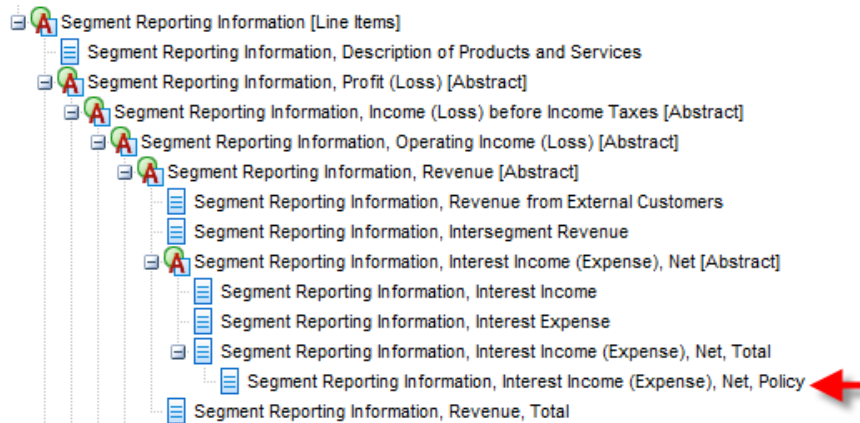 Segment Reporting Information [Line Items]
Segment Reporting Information, Description of Products and Services
Segment Reporting Information, Profit (Loss) [Abstract]
Segment Reporting Information, Income (Loss) before Income Taxes [Abstract]
Segment Reporting Information, Operating Income (Loss) [Abstract]
Segment Reporting Information, Revenue [Abstract]
Segment Reporting Information, Revenue from External Customers
Segment Reporting Information, Intersegment Revenue
Segment Reporting Information, Interest Income (Expense), Net [Abstract]
Segment Reporting Information, Interest Income
Segment Reporting Information, Interest Expense
Segment Reporting Information, Interest Income (Expense), Net, Total
Segment Reporting Information, Interest Income (Expense), Net, Policy
Segment Reporting Information, Revenue, Total